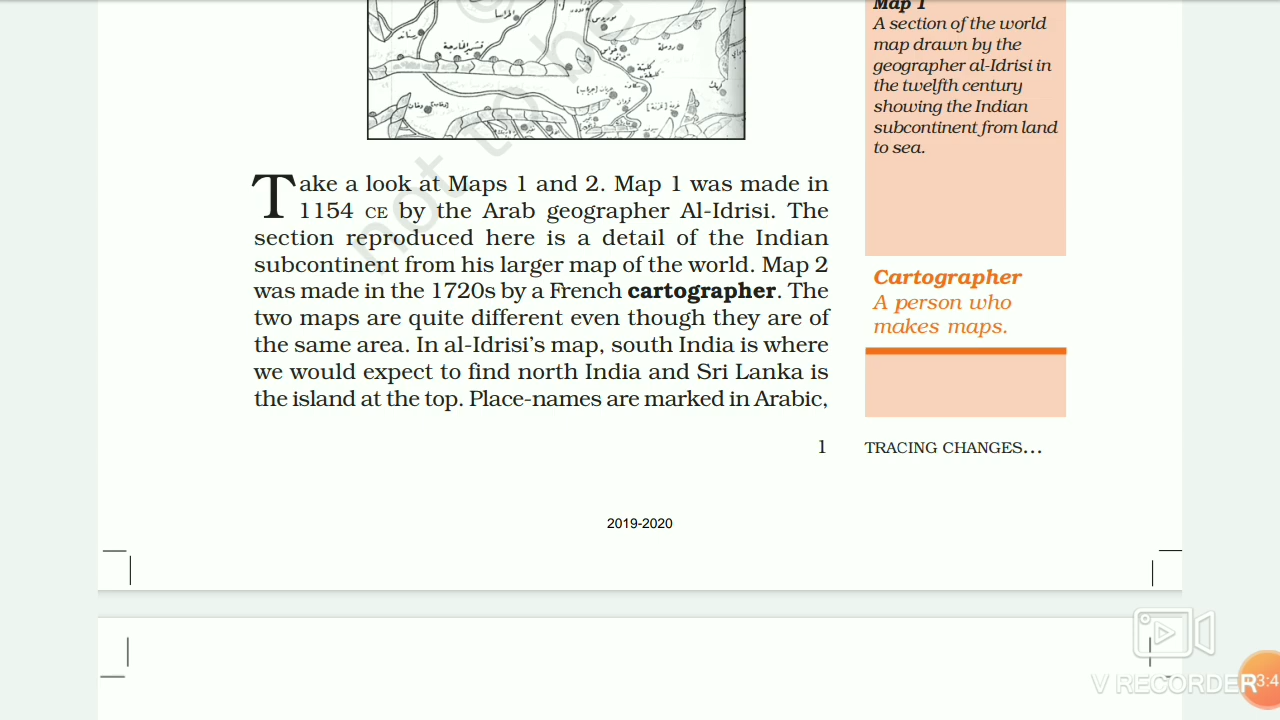 Map 1
A section of the world
map drawn by the
geographer al-Idrisi in
the twelfth century
showing the Indian
subcontinent from land
to sea.
Take a look at Maps 1 and 2. Map 1 was made in
1154 CE by the Arab geographer Al-Idrisi. The
section reproduced here is a detail of the Indian
subcontinent from his larger map of the world. Map 2
was made in the 1720s by a French cartographer. The
two maps are quite different even though they are of
the same area. In al-Idrisi's map, south India is where
we would expect to find north India and Sri Lanka is
the island at the top. Place-names are marked in Arabic,
Cartographer
A person who
makes maps.
1
TRACING CHANGES...
2019-2020
not to be
V RECORDER
3:4